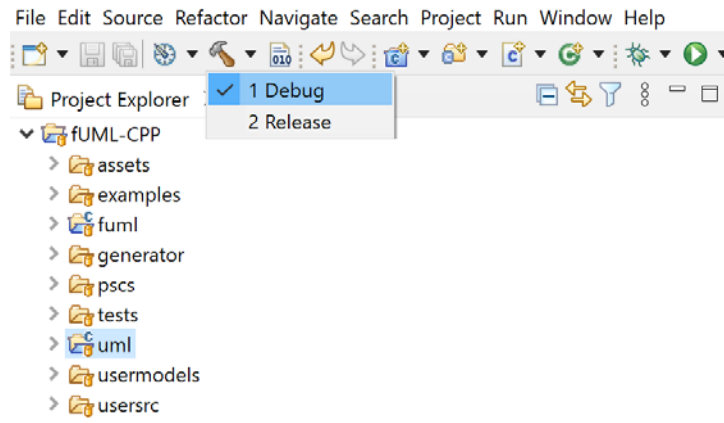 File Edit Source Refactor Navigate Search Project Run Window Help
010
1 Debug
Project Explorer
2 Release
fUML-CPP
assets
examples
fuml
generator
pscs
tests
uml
usermodels
usersrc